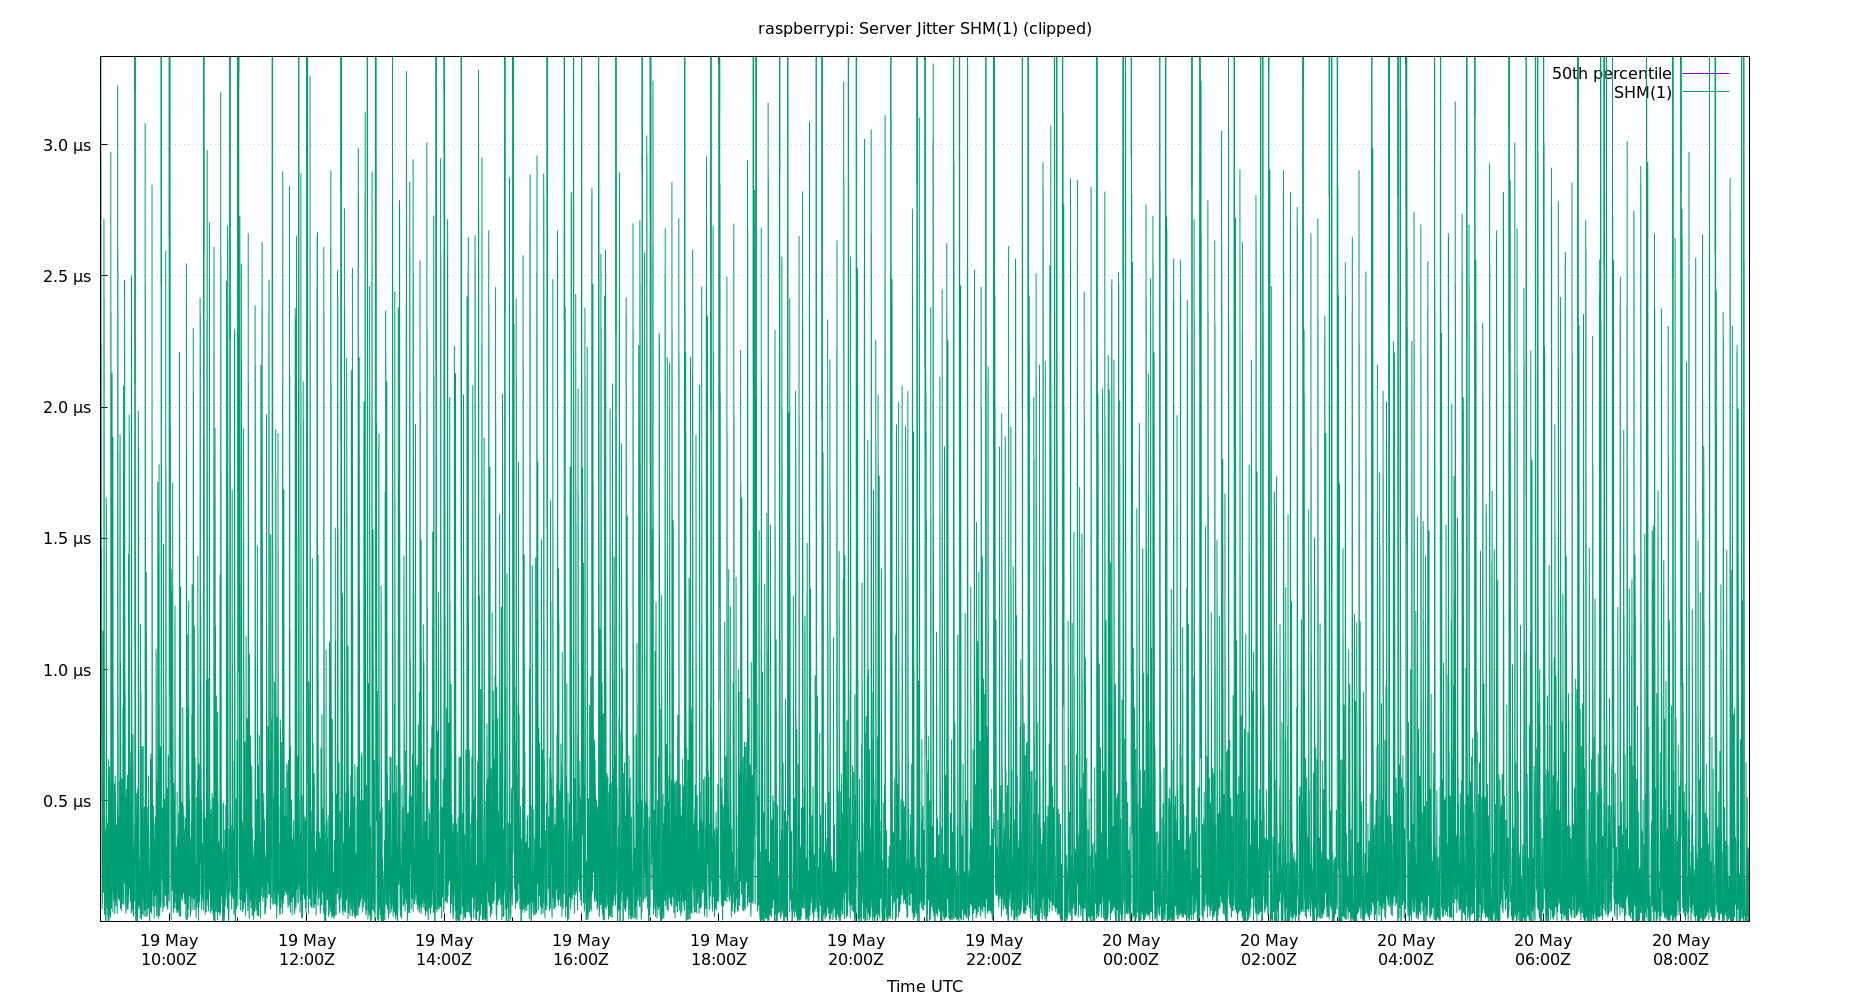 raspberrypi: Server Jitter SHM(1) (clipped)
50th percentile
SHM(1)
3.0 μs
2.5 μs
2.0 μs
1.5 μs
1.0 μs
0.5 μs
19 May 19 May 19 May 19 May 19 May 19 May 19 May 20 May 20 May 20 May 20 May 20 May
10:00Z 12:00Z 14:00Z 16:00Z 18:00Z 20:00Z 22:00Z 00:00Z 02:00Z 04:00Z 06:00Z 08:00Z
Time UTC